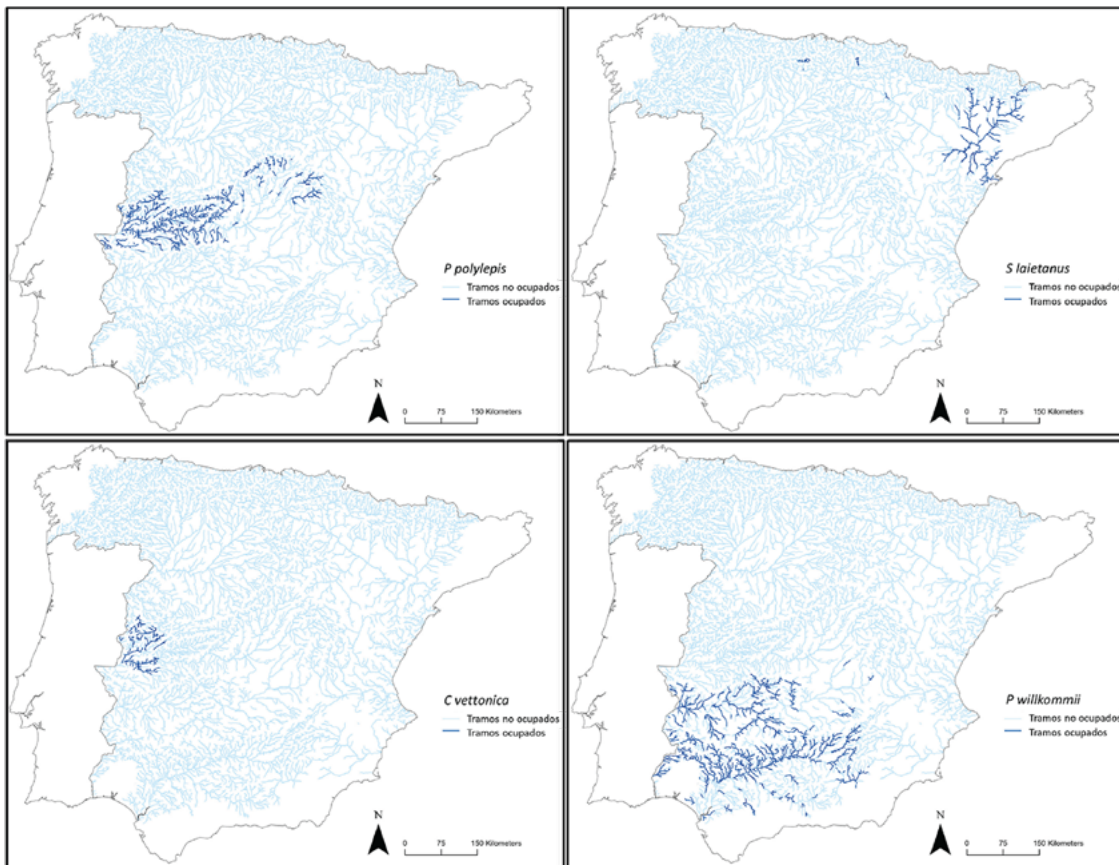 P polylepis
Tramos no ocupados
Tramos ocupados
N
0 75 150 Kilometers
S laietanus
Tramos no ocupados
Tramos ocupados
N
0 75 150 Kilometers
C vettonica
Tramos no ocupados
Tramos ocupados
N
0 75 150 Kilometers
P willkommii
Tramos no ocupados
Tramos ocupados
N
0 75 150 Kilometers